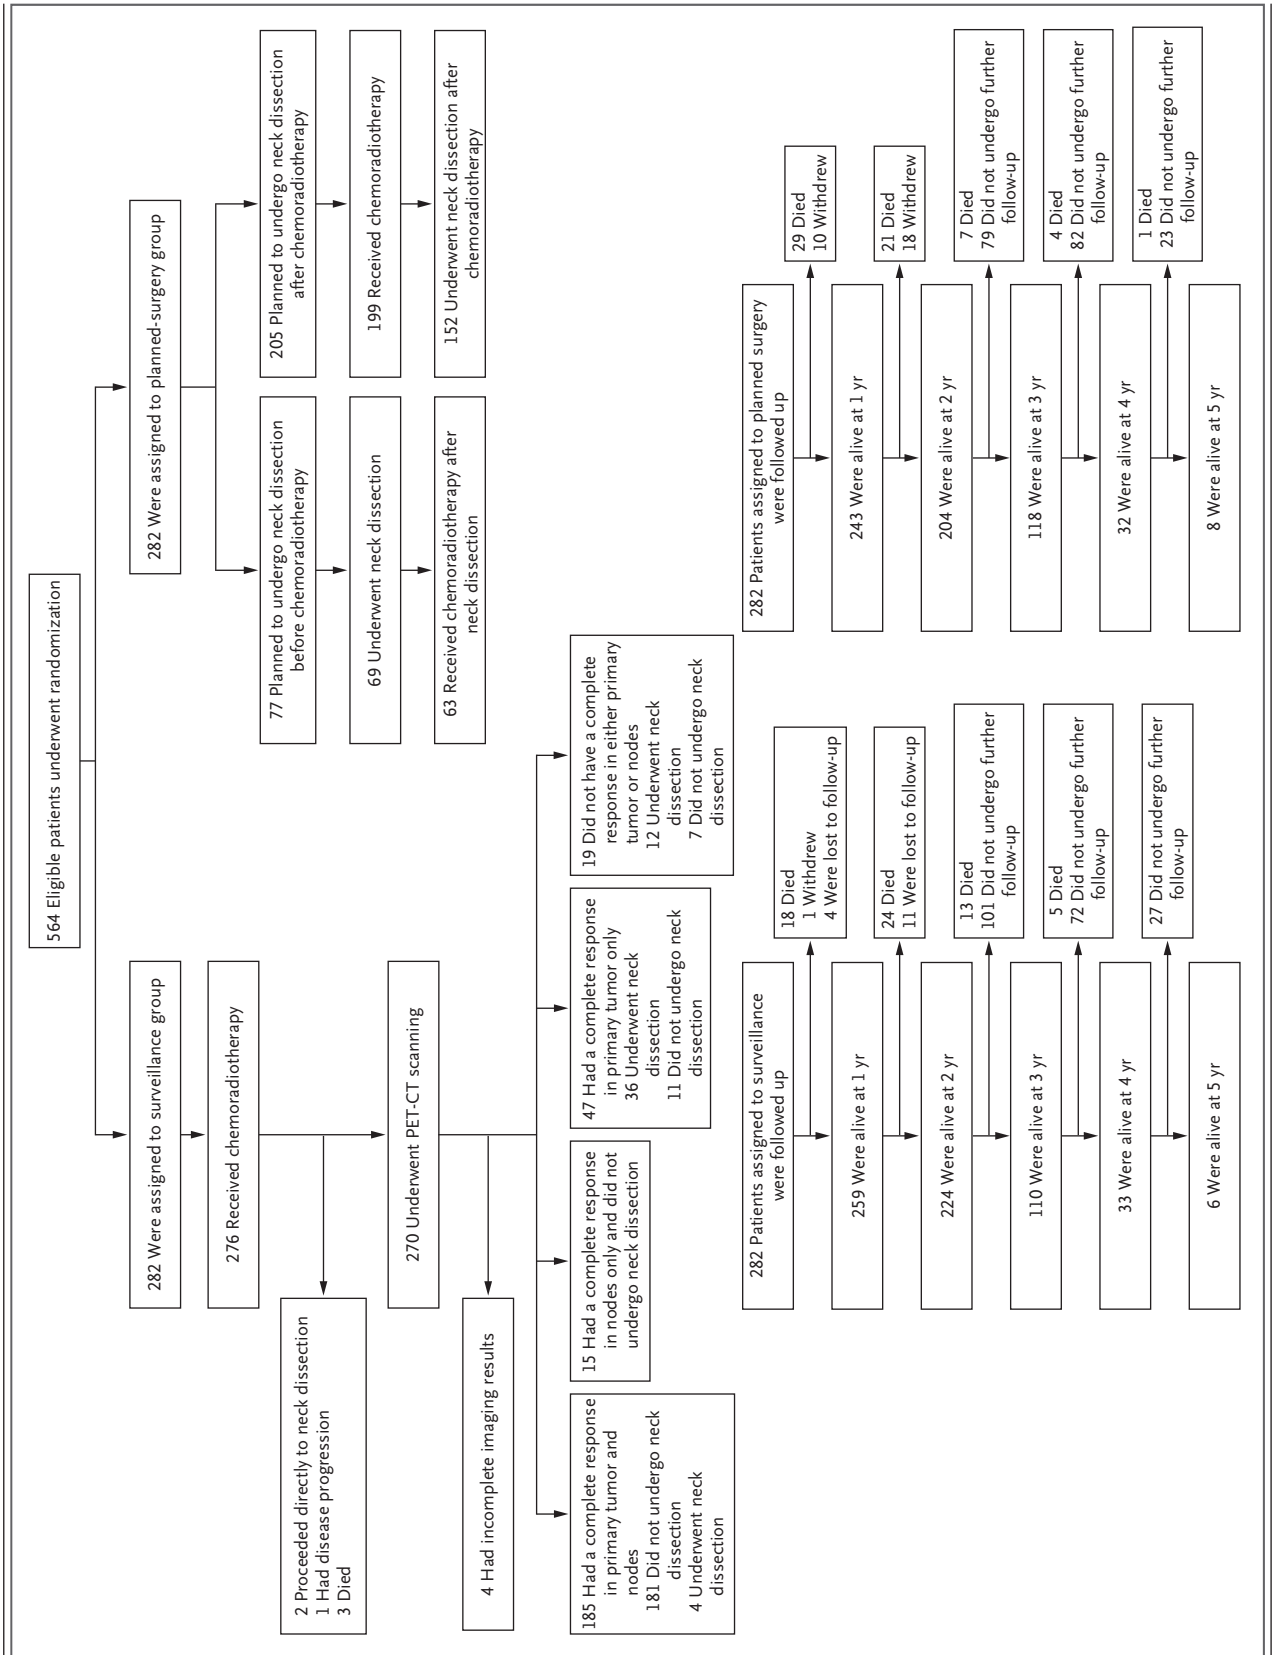 564 Eligible patients underwent randomization
282 Were assigned to surveillance group
276 Received chemoradiotherapy
2 Proceeded directly to neck dissection
1 Had disease progression
3 Died
270 Underwent PET-CT scanning
4 Had incomplete imaging results
185 Had a complete response
in primary tumor and
nodes
181 Did not undergo neck
dissection
4 Underwent neck
dissection
15 Had a complete response
in nodes only and did not
undergo neck dissection
47 Had a complete response
in primary tumor only
36 Underwent neck
dissection
11 Did not undergo neck
dissection
19 Did not have a complete
response in either primary
tumor or nodes
12 Underwent neck
dissection
7 Did not undergo neck
dissection
282 Were assigned to planned-surgery group
77 Planned to undergo neck dissection
before chemoradiotherapy
69 Underwent neck dissection
63 Received chemoradiotherapy after
neck dissection
205 Planned to undergo neck dissection
after chemoradiotherapy
199 Received chemoradiotherapy
152 Underwent neck dissection after
chemoradiotherapy
282 Patients assigned to surveillance
were followed up
18 Died
1 Withdrew
4 Were lost to follow-up
259 Were alive at 1 yr
24 Died
11 Were lost to follow-up
224 Were alive at 2 yr
13 Died
101 Did not undergo further
follow-up
110 Were alive at 3 yr
5 Died
72 Did not undergo further
follow-up
33 Were alive at 4 yr
27 Did not undergo further
follow-up
6 Were alive at 5 yr
282 Patients assigned to planned surgery
were followed up
29 Died
10 Withdrew
243 Were alive at 1 yr
21 Died
18 Withdrew
204 Were alive at 2 yr
7 Died
79 Did not undergo further
follow-up
118 Were alive at 3 yr
4 Died
82 Did not undergo further
follow-up
32 Were alive at 4 yr
1 Died
23 Did not undergo further
follow-up
8 Were alive at 5 yr